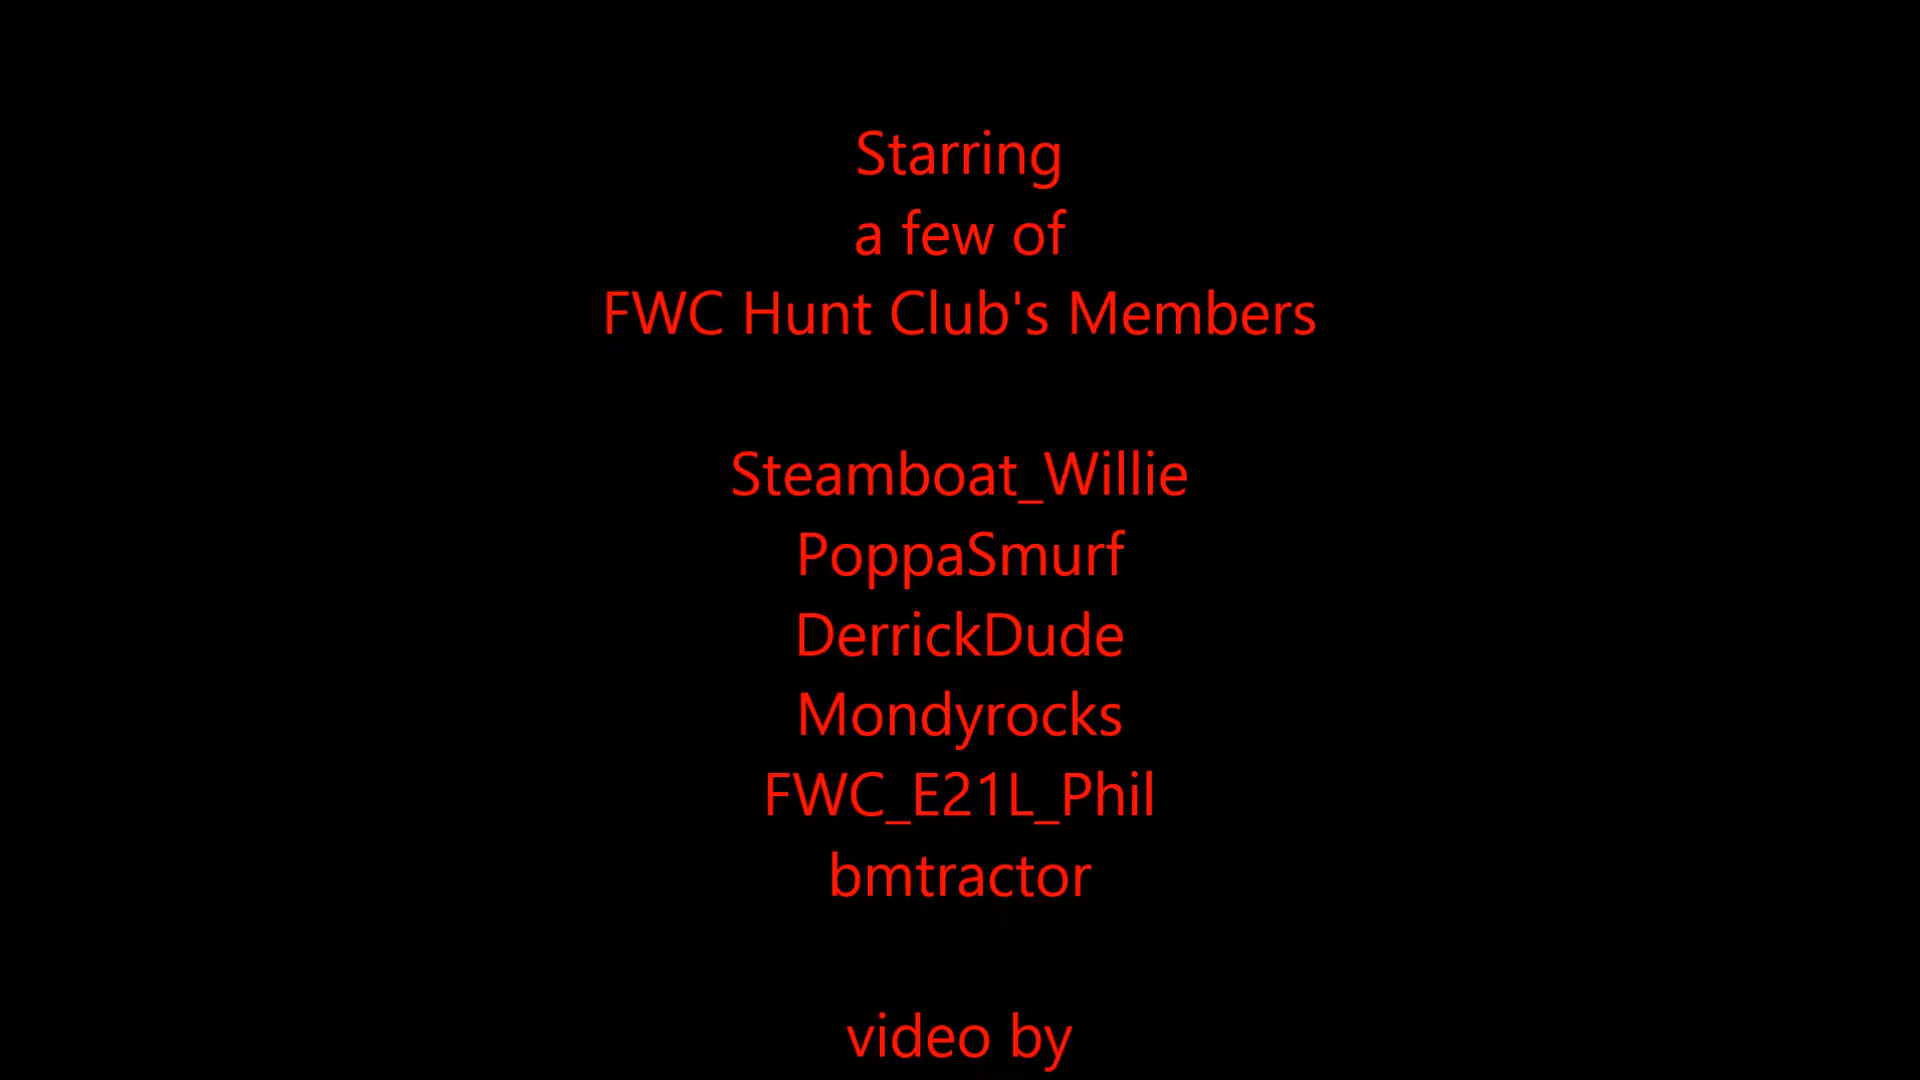 Starring
a few of
FWC Hunt Club's Members
Steamboat_Willie
PoppaSmurf
DerrickDude
Mondyrocks
FWC_E21L_Phil
bmtractor
video by